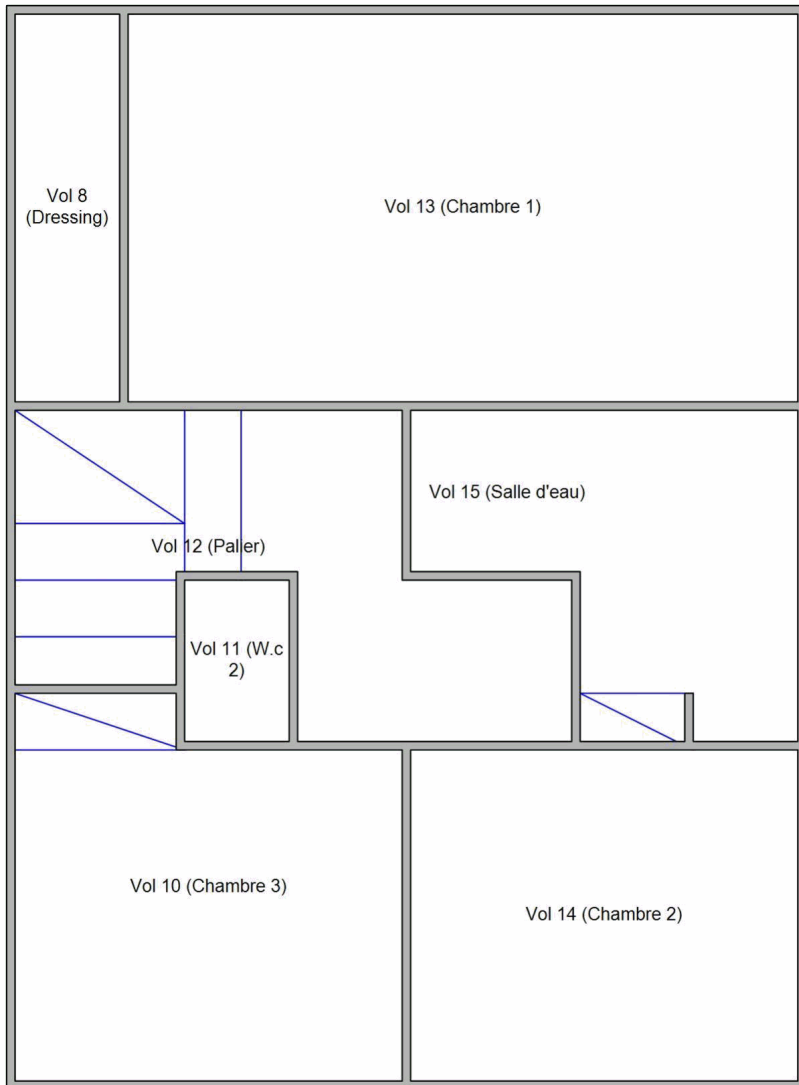 Vol 8
(Dressing)
Vol 13 (Chambre 1)
Vol 15 (Salle d'eau)
Vol 12 (Palier)
Vol 11 (W.c
2)
Vol 10 (Chambre 3)
Vol 14 (Chambre 2)